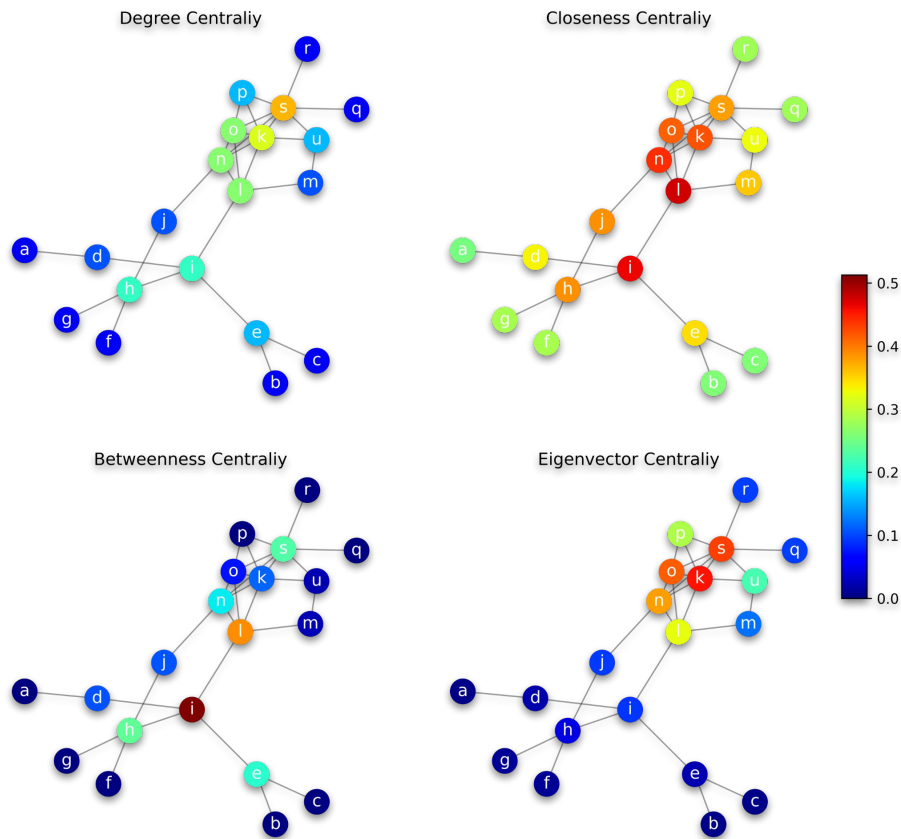 Degree Centraliy
Closeness Centraliy
r
r
p
s
q
p
s
q
o
k
u
o
k
u
n
n
l
m
l
m
j
j
a
d
i
a
d
i
h
h
g
f
e
g
f
e
c
c
b
b
0.5
0.4
0.3
0.2
0.1
0.0
Betweenness Centraliy
Eigenvector Centraliy
r
r
p
s
q
p
s
q
o
k
u
o
k
u
n
n
l
m
l
m
j
j
a
d
i
a
d
i
h
h
g
f
e
g
f
e
c
c
b
b